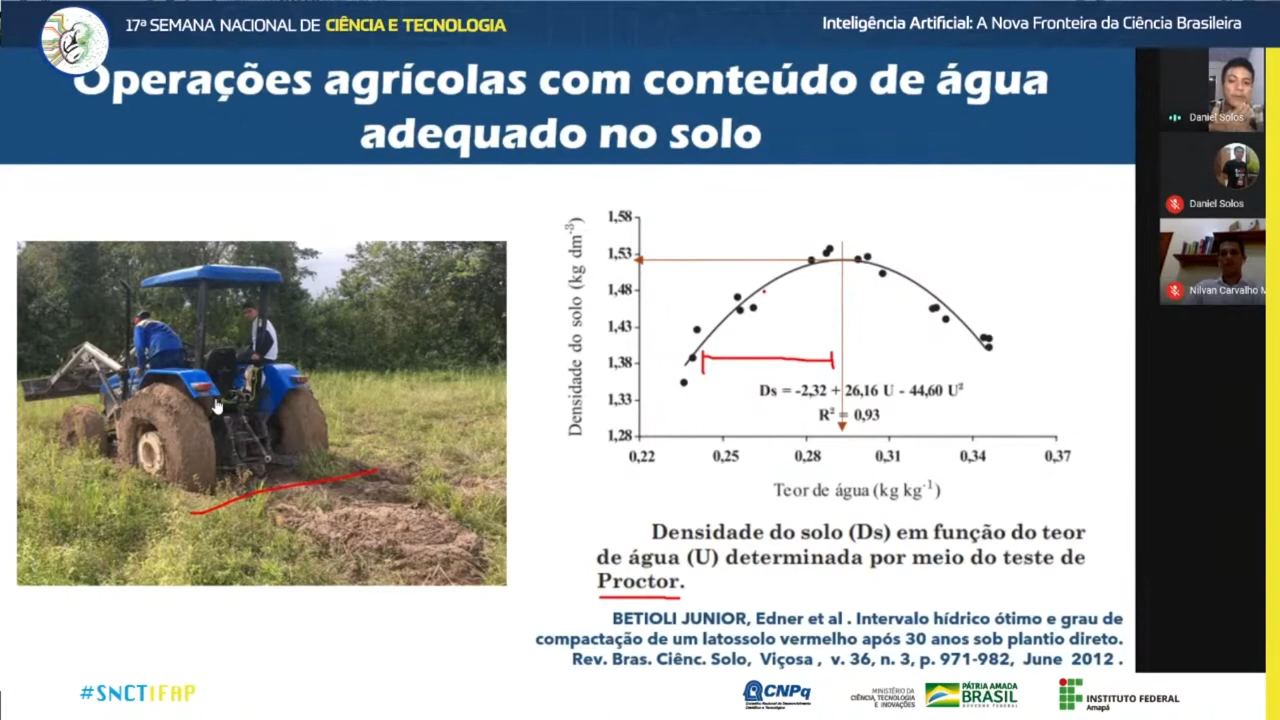 17ª SEMANA NACIONAL DE CIÊNCIA E TECNOLOGIA
Inteligência Artificial: A Nova Fronteira da Ciência Brasileira
Operações agrícolas com conteúdo de água
adequado no solo
Daniel Solos
Daniel Solos
Nilvan Carvalho M
Densidade do solo (kg dm⁻³)
1,58
1,53
1,48
1,43
1,38
1,33
1,28
Ds = -2,32 + 26,16 U - 44,60 U²
R² = 0,93
0,22 0,25 0,28 0,31 0,34 0,37
Teor de água (kg kg⁻¹)
Densidade do solo (Ds) em função do teor
de água (U) determinada por meio do teste de
Proctor.
BETIOLI JUNIOR, Edner et al . Intervalo hídrico ótimo e grau de
compactação de um latossolo vermelho após 30 anos sob plantio direto.
Rev. Bras. Ciênc. Solo, Viçosa , v. 36, n. 3, p. 971-982, June 2012 .
#SNCTIFAP
CNPq
Conselho Nacional de Desenvolvimento
Científico e Tecnológico
MINISTÉRIO DA
CIÊNCIA, TECNOLOGIA
E INOVAÇÕES
PÁTRIA AMADA
BRASIL
GOVERNO FEDERAL
INSTITUTO FEDERAL
Amapá